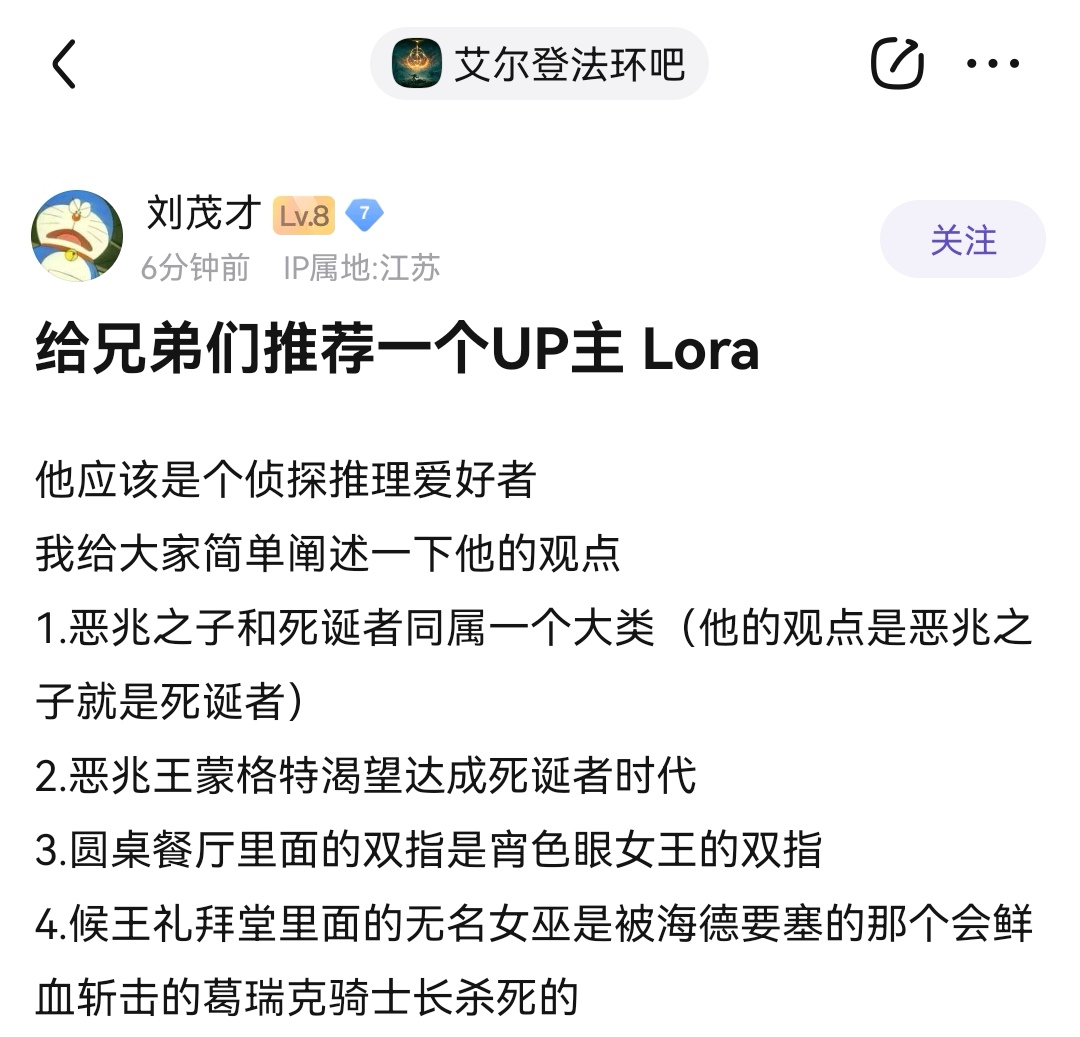 艾尔登法环吧
刘茂才 Lv.8 7
6分钟前 IP属地:江苏
关注
给兄弟们推荐一个UP主 Lora
他应该是个侦探推理爱好者
我给大家简单阐述一下他的观点
1.恶兆之子和死诞者同属一个大类（他的观点是恶兆之
子就是死诞者）
2.恶兆王蒙格特渴望达成死诞者时代
3.圆桌餐厅里面的双指是宵色眼女王的双指
4.候王礼拜堂里面的无名女巫是被海德要塞的那个会鲜
血斩击的葛瑞克骑士长杀死的